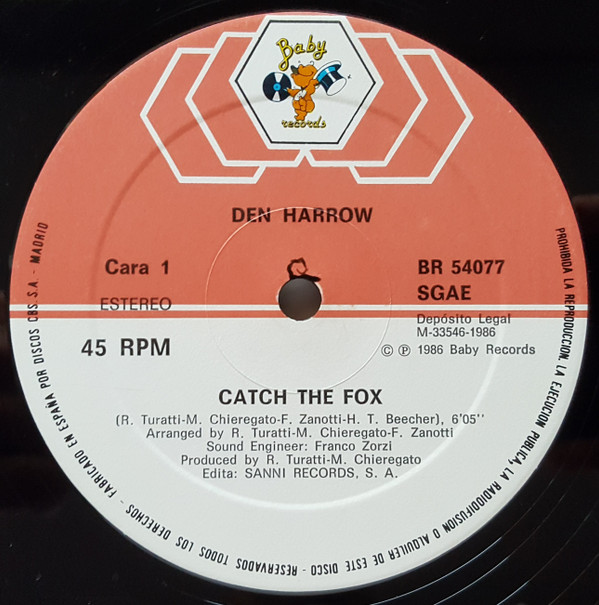 Baby
records
DEN HARROW
Cara 1
ESTEREO
45 RPM
BR 54077
SGAE
Depósito Legal
M-33546-1986
© ℗ 1986 Baby Records
CATCH THE FOX
(R. Turatti-M. Chieregato-F. Zanotti-H. T. Beecher), 6'05''
Arranged by R. Turatti-M. Chieregato-F. Zanotti
Sound Engineer: Franco Zorzi
Produced by R. Turatti-M. Chieregato
Edita: SANNI RECORDS, S. A.
PROHIBIDA LA REPRODUCCION, LA EJECUCION PUBLICA, LA RADIODIFUSION O ALQUILER DE ESTE DISCO - RESERVADOS TODOS LOS DERECHOS - FABRICADO EN ESPAÑA POR DISCOS CBS. S.A. - MADRID